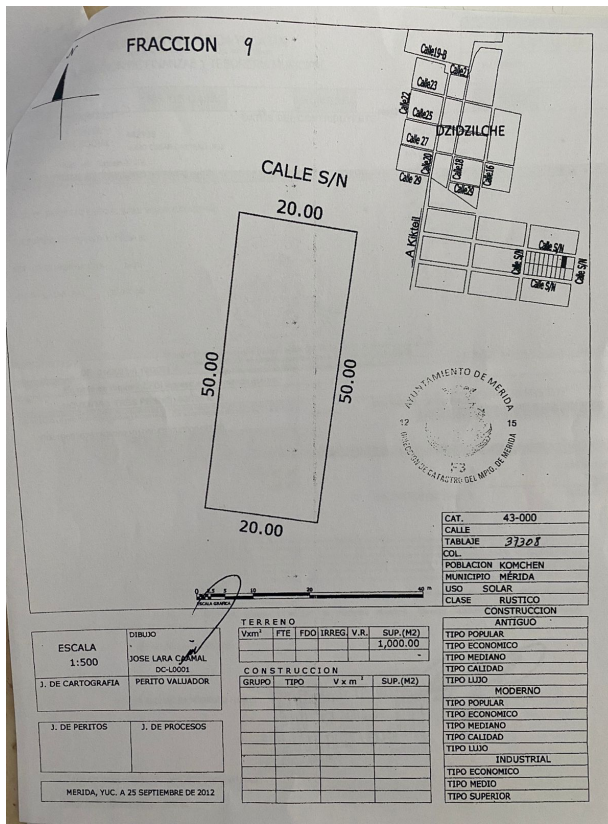 FRACCION 9
N
Calle19-B
Calle21
Calle23
Calle22
Calle25
DZIDZILCHE
Calle 27
Calle20
Calle18
Calle16
Calle 29
Calle29
A Kikteil
Calle S/N
Calle S/N
Calle S/N
Calle S/N
CALLE S/N
20.00
50.00
50.00
20.00
AYUNTAMIENTO DE MERIDA
12 15
F3
DIRECCION DE CATASTRO DEL MPIO. DE MERIDA
CAT. 43-000
CALLE
TABLAJE 37308
COL.
POBLACION KOMCHEN
MUNICIPIO MÉRIDA
USO SOLAR
CLASE RUSTICO
CONSTRUCCION
ANTIGUO
TIPO POPULAR
TIPO ECONOMICO
TIPO MEDIANO
TIPO CALIDAD
TIPO LUJO
MODERNO
TIPO POPULAR
TIPO ECONOMICO
TIPO MEDIANO
TIPO CALIDAD
TIPO LUJO
INDUSTRIAL
TIPO ECONOMICO
TIPO MEDIO
TIPO SUPERIOR
10 20 40 m
ESCALA GRAFICA
TERRENO
Vxm² FTE FDO IRREG. V.R. SUP.(M2)
1,000.00
-
CONSTRUCCION
GRUPO TIPO V x m ² SUP.(M2)
ESCALA
1:500
DIBUJO
-
JOSE LARA CAAMAL
DC-L0001
J. DE CARTOGRAFIA PERITO VALUADOR
J. DE PERITOS J. DE PROCESOS
MERIDA, YUC. A 25 SEPTIEMBRE DE 2012